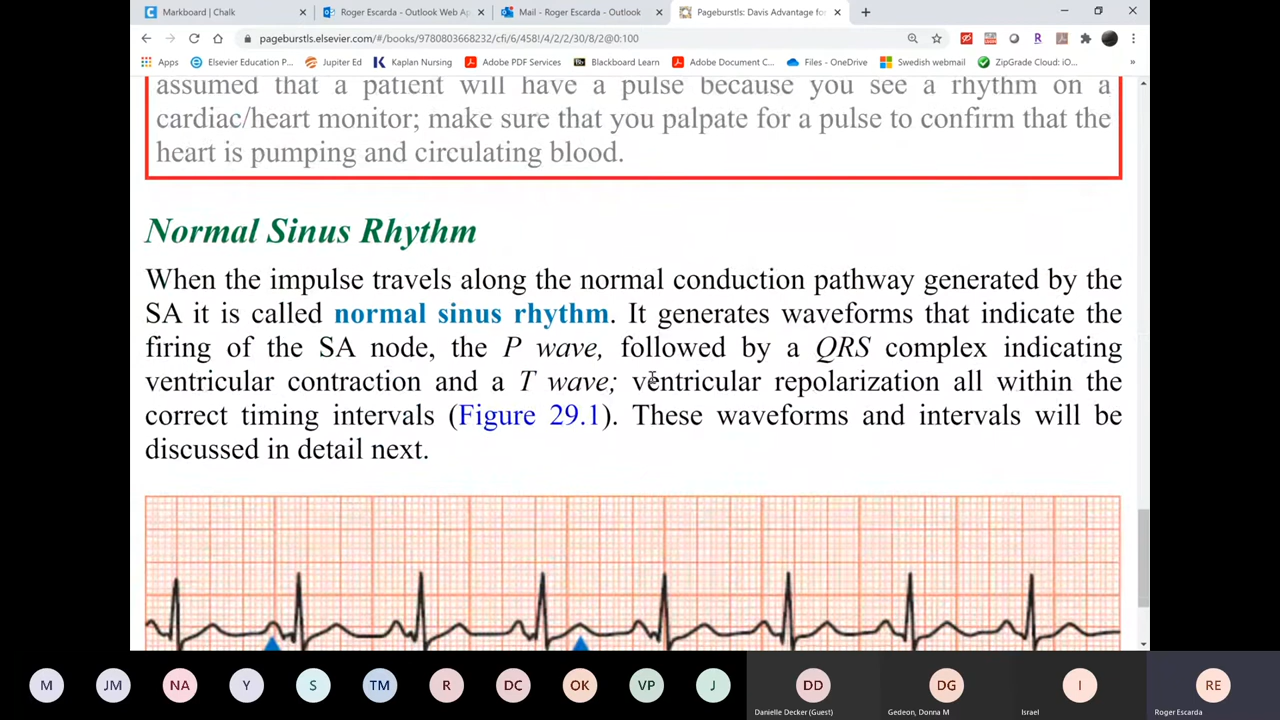 Markboard | Chalk
Roger Escarda - Outlook Web Ap
Mail - Roger Escarda - Outlook
Pageburstls: Davis Advantage for
pageburstls.elsevier.com/#/books/9780803668232/cfi/6/458!/4/2/2/30/8/2@0:100
Apps
Elsevier Education P...
Jupiter Ed
Kaplan Nursing
Adobe PDF Services
Blackboard Learn
Adobe Document C...
Files - OneDrive
Swedish webmail
ZipGrade Cloud: iO...
assumed that a patient will have a pulse because you see a rhythm on a
cardiac/heart monitor; make sure that you palpate for a pulse to confirm that the
heart is pumping and circulating blood.
Normal Sinus Rhythm
When the impulse travels along the normal conduction pathway generated by the
SA it is called normal sinus rhythm. It generates waveforms that indicate the
firing of the SA node, the P wave, followed by a QRS complex indicating
ventricular contraction and a T wave; ventricular repolarization all within the
correct timing intervals (Figure 29.1). These waveforms and intervals will be
discussed in detail next.
M
JM
NA
Y
S
TM
R
DC
OK
VP
J
DD
Danielle Decker (Guest)
DG
Gedeon, Donna M
I
Israel
RE
Roger Escarda